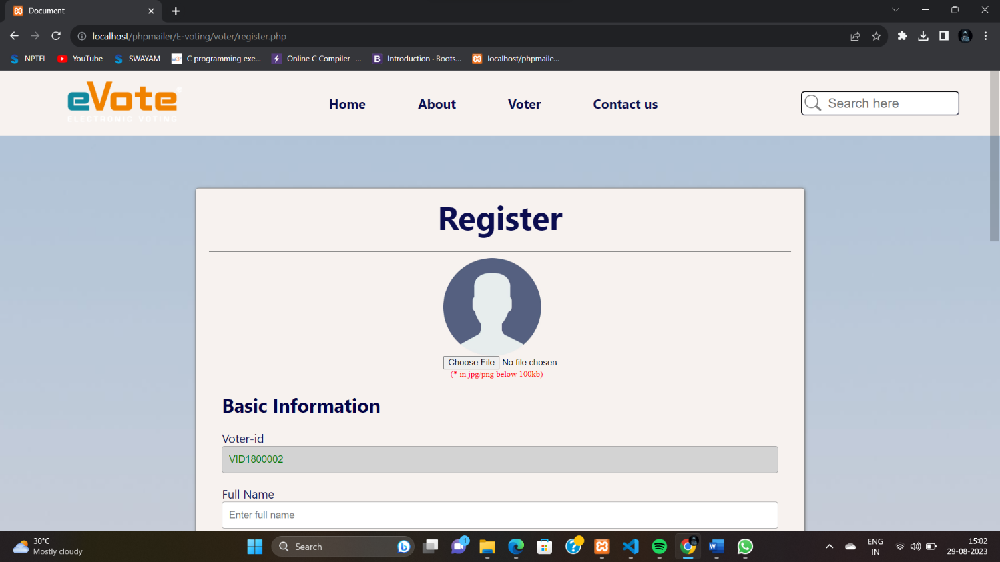 Document
localhost/phpmailer/E-voting/voter/register.php
NPTEL YouTube SWAYAM C programming exe... Online C Compiler -... Introduction · Boots... localhost/phpmaile...
eVote
ELECTRONIC VOTING
Home About Voter Contact us Search here
Register
Choose File No file chosen
(* in jpg/png below 100kb)
Basic Information
Voter-id
VID1800002
Full Name
Enter full name
30°C
Mostly cloudy
Search
1
ENG
IN
15:02
29-08-2023